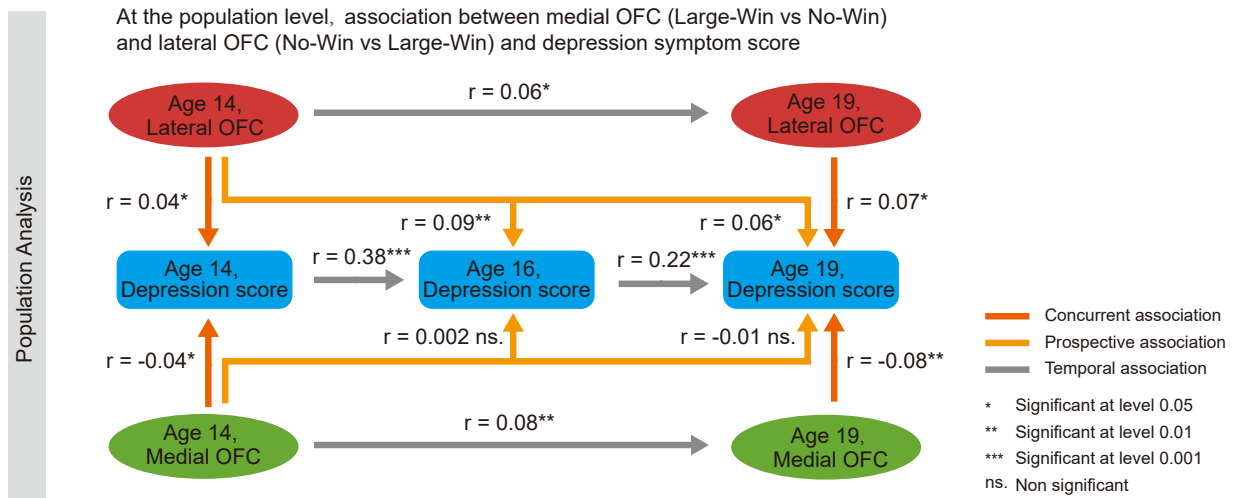 At the population level, association between medial OFC (Large-Win vs No-Win)
and lateral OFC (No-Win vs Large-Win) and depression symptom score
Population Analysis
Age 14,
Lateral OFC
r = 0.06*
Age 19,
Lateral OFC
r = 0.04*
r = 0.09**
r = 0.06*
r = 0.07*
Age 14,
Depression score
r = 0.38***
Age 16,
Depression score
r = 0.22***
Age 19,
Depression score
r = -0.04*
r = 0.002 ns.
r = -0.01 ns.
r = -0.08**
Age 14,
Medial OFC
r = 0.08**
Age 19,
Medial OFC
Concurrent association
Prospective association
Temporal association
* Significant at level 0.05
** Significant at level 0.01
*** Significant at level 0.001
ns. Non significant